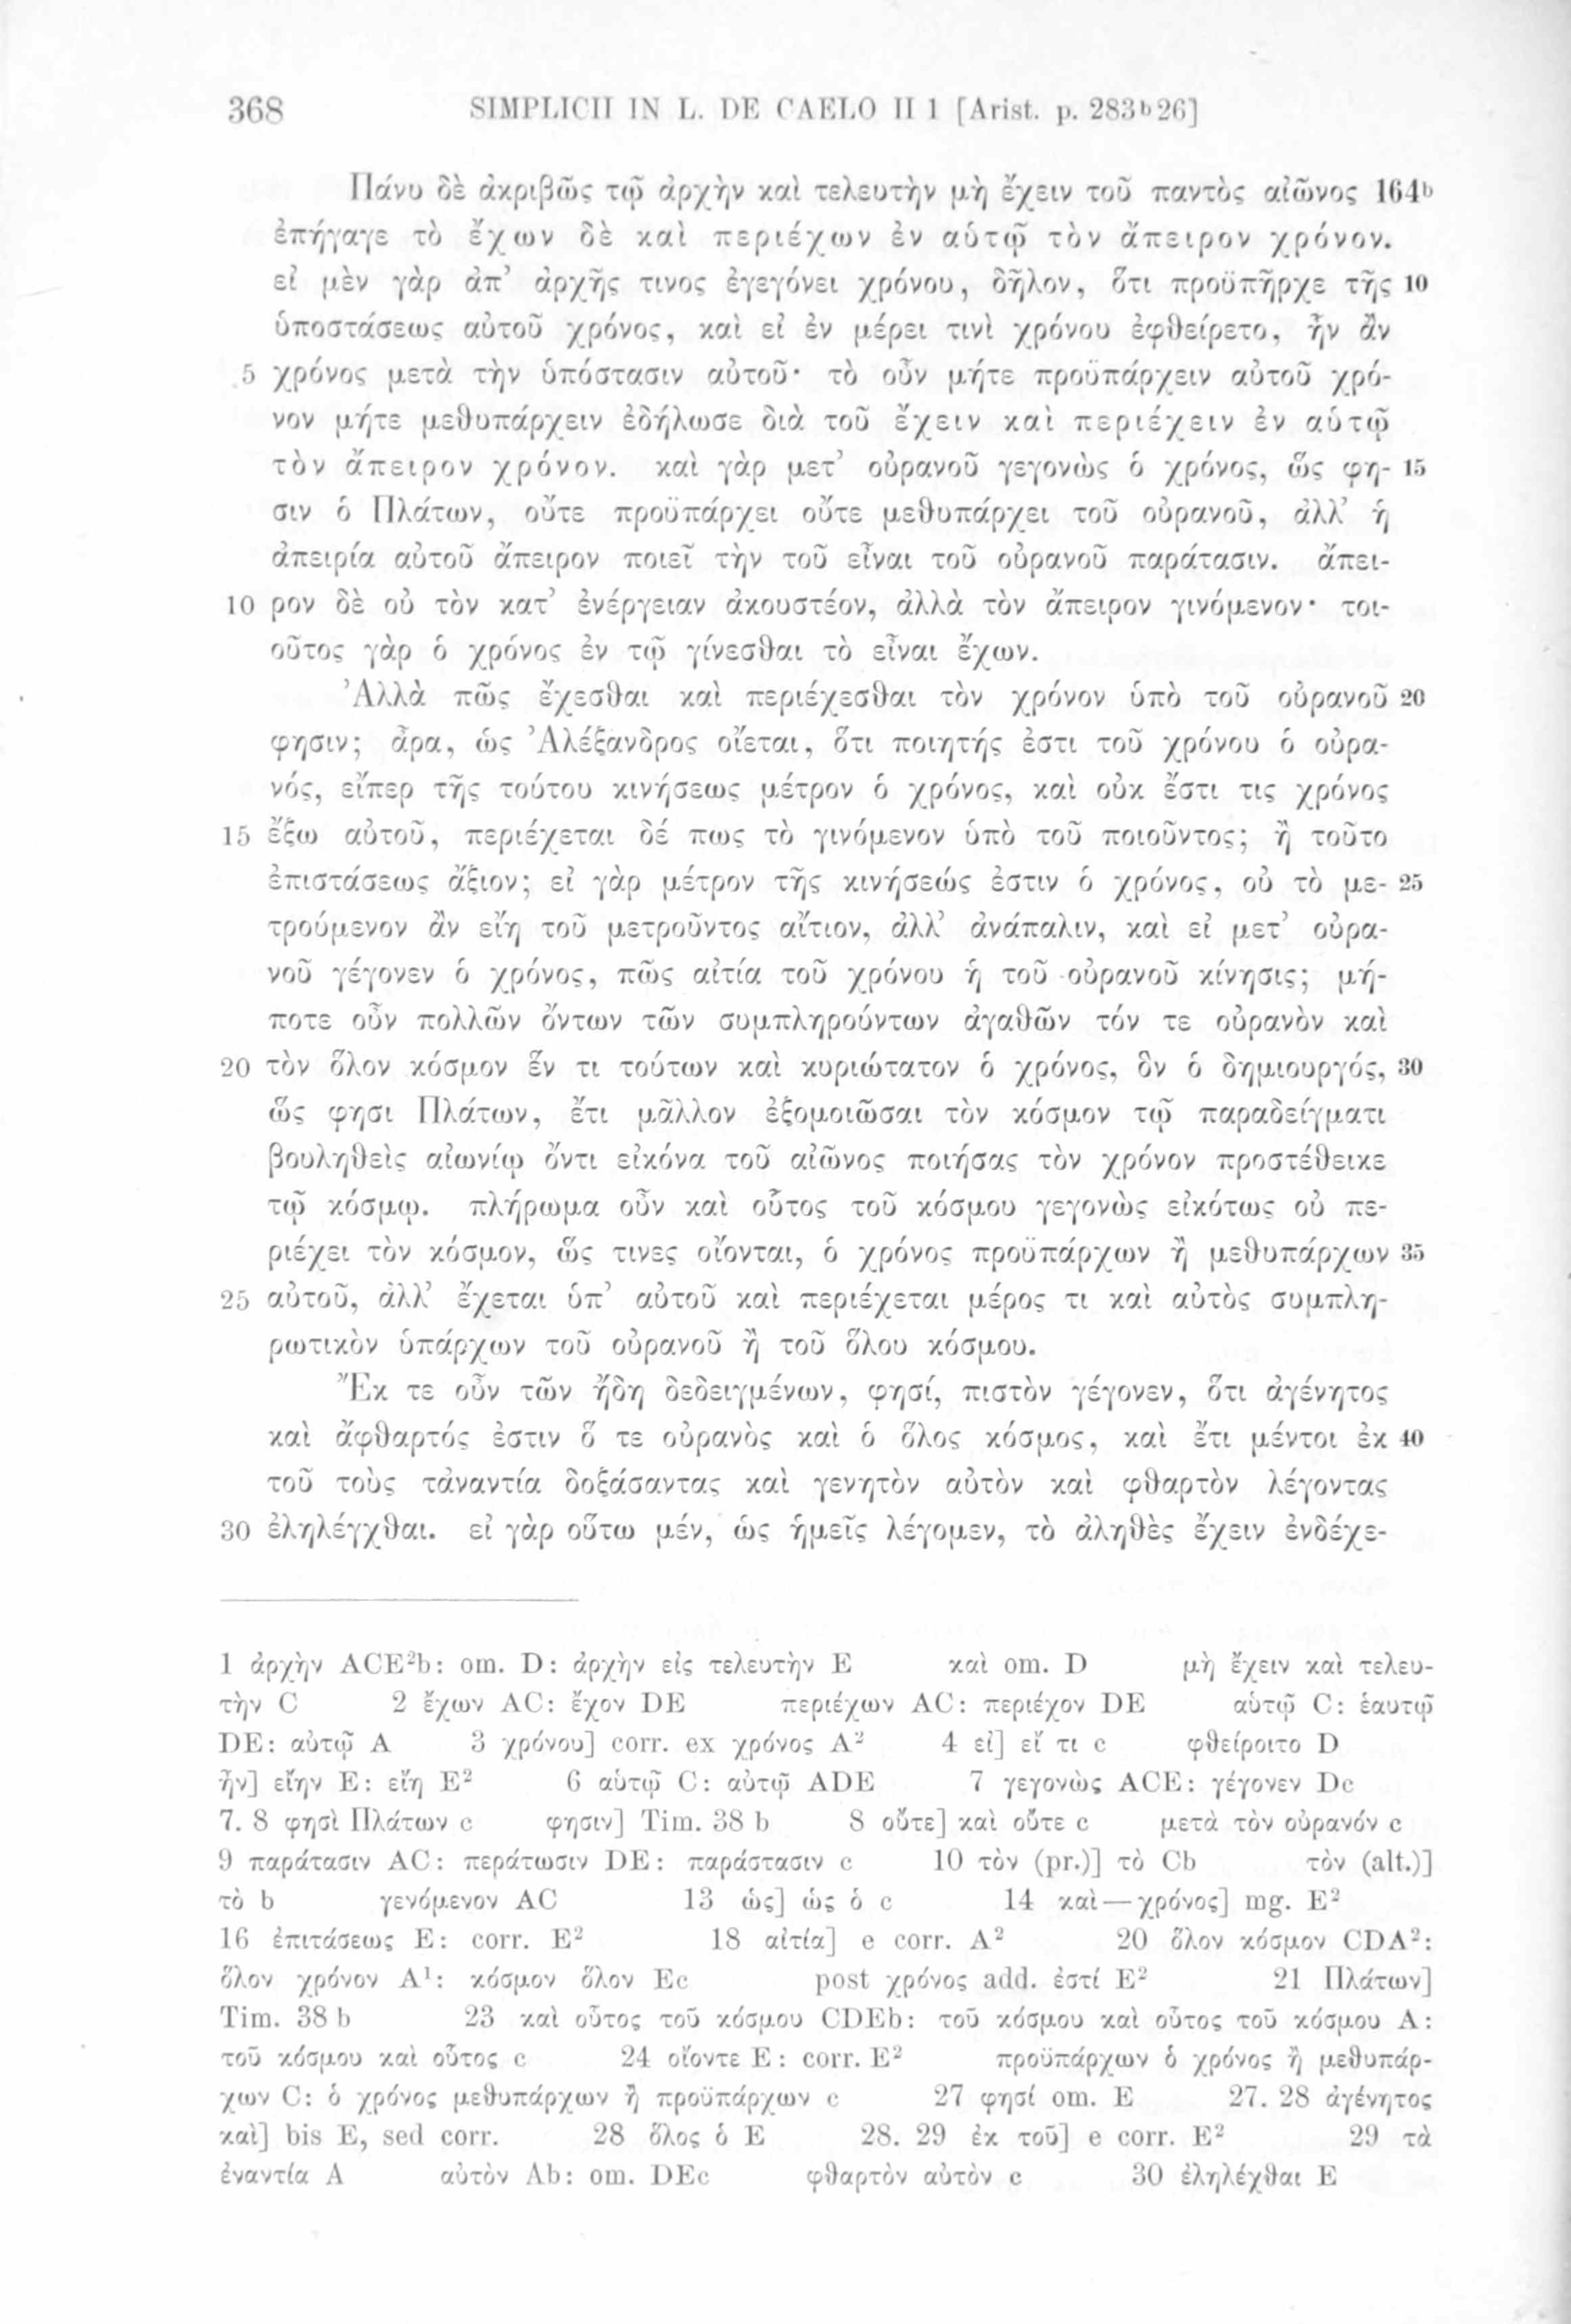 368 SIMPLICII IN L. DE CAELO II 1 [Arist. p. 283ᵇ26]
Πάνυ δὲ ἀκριβῶς τῷ ἀρχὴν καὶ τελευτὴν μὴ ἔχειν τοῦ παντὸς αἰῶνος 164ᵇ
ἐπήγαγε τὸ ἔχων δὲ καὶ περιέχων ἐν αὑτῷ τὸν ἄπειρον χρόνον.
εἰ μὲν γὰρ ἀπ’ ἀρχῆς τινος ἐγεγόνει χρόνου, δῆλον, ὅτι προϋπῆρχε τῆς 10
ὑποστάσεως αὐτοῦ χρόνος, καὶ εἰ ἐν μέρει τινὶ χρόνου ἐφθείρετο, ἦν ἂν
5 χρόνος μετὰ τὴν ὑπόστασιν αὐτοῦ· τὸ οὖν μήτε προϋπάρχειν αὐτοῦ χρό-
νον μήτε μεθυπάρχειν ἐδήλωσε διὰ τοῦ ἔχειν καὶ περιέχειν ἐν αὑτῷ
τὸν ἄπειρον χρόνον. καὶ γὰρ μετ’ οὐρανοῦ γεγονὼς ὁ χρόνος, ὥς φη- 15
σιν ὁ Πλάτων, οὔτε προϋπάρχει οὔτε μεθυπάρχει τοῦ οὐρανοῦ, ἀλλ’ ἡ
ἀπειρία αὐτοῦ ἄπειρον ποιεῖ τὴν τοῦ εἶναι τοῦ οὐρανοῦ παράτασιν. ἄπει-
10 ρον δὲ οὐ τὸν κατ’ ἐνέργειαν ἀκουστέον, ἀλλὰ τὸν ἄπειρον γινόμενον· τοι-
οῦτος γὰρ ὁ χρόνος ἐν τῷ γίνεσθαι τὸ εἶναι ἔχων.
Ἀλλὰ πῶς ἔχεσθαι καὶ περιέχεσθαι τὸν χρόνον ὑπὸ τοῦ οὐρανοῦ 20
φησιν; ἆρα, ὡς Ἀλέξανδρος οἴεται, ὅτι ποιητής ἐστι τοῦ χρόνου ὁ οὐρα-
νός, εἴπερ τῆς τούτου κινήσεως μέτρον ὁ χρόνος, καὶ οὐκ ἔστι τις χρόνος
15 ἔξω αὐτοῦ, περιέχεται δέ πως τὸ γινόμενον ὑπὸ τοῦ ποιοῦντος; ἢ τοῦτο
ἐπιστάσεως ἄξιον; εἰ γὰρ μέτρον τῆς κινήσεώς ἐστιν ὁ χρόνος, οὐ τὸ με- 25
τρούμενον ἂν εἴη τοῦ μετροῦντος αἴτιον, ἀλλ’ ἀνάπαλιν, καὶ εἰ μετ’ οὐρα-
νοῦ γέγονεν ὁ χρόνος, πῶς αἰτία τοῦ χρόνου ἡ τοῦ οὐρανοῦ κίνησις; μή-
ποτε οὖν πολλῶν ὄντων τῶν συμπληρούντων ἀγαθῶν τόν τε οὐρανὸν καὶ
20 τὸν ὅλον κόσμον ἕν τι τούτων καὶ κυριώτατον ὁ χρόνος, ὃν ὁ δημιουργός, 30
ὥς φησι Πλάτων, ἔτι μᾶλλον ἐξομοιῶσαι τὸν κόσμον τῷ παραδείγματι
βουληθεὶς αἰωνίῳ ὄντι εἰκόνα τοῦ αἰῶνος ποιήσας τὸν χρόνον προστέθεικε
τῷ κόσμῳ. πλήρωμα οὖν καὶ οὗτος τοῦ κόσμου γεγονὼς εἰκότως οὐ πε-
ριέχει τὸν κόσμον, ὥς τινες οἴονται, ὁ χρόνος προϋπάρχων ἢ μεθυπάρχων 35
25 αὐτοῦ, ἀλλ’ ἔχεται ὑπ’ αὐτοῦ καὶ περιέχεται μέρος τι καὶ αὐτὸς συμπλη-
ρωτικὸν ὑπάρχων τοῦ οὐρανοῦ ἢ τοῦ ὅλου κόσμου.
Ἔκ τε οὖν τῶν ἤδη δεδειγμένων, φησί, πιστὸν γέγονεν, ὅτι ἀγένητος
καὶ ἄφθαρτός ἐστιν ὅ τε οὐρανὸς καὶ ὁ ὅλος κόσμος, καὶ ἔτι μέντοι ἐκ 40
τοῦ τοὺς τἀναντία δοξάσαντας καὶ γενητὸν αὐτὸν καὶ φθαρτὸν λέγοντας
30 ἐληλέγχθαι. εἰ γὰρ οὕτω μέν, ὡς ἡμεῖς λέγομεν, τὸ ἀληθὲς ἔχειν ἐνδέχε-
1 ἀρχὴν ACE²b: om. D: ἀρχὴν εἰς τελευτὴν E καὶ om. D μὴ ἔχειν καὶ τελευ-
τὴν C 2 ἔχων AC: ἔχον DE περιέχων AC: περιέχον DE αὑτῷ C: ἑαυτῷ
DE: αὐτῷ A 3 χρόνου] corr. ex χρόνος A² 4 εἰ] εἴ τι c φθείροιτο D
ἦν] εἴην E: εἴη E² 6 αὑτῷ C: αὐτῷ ADE 7 γεγονὼς ACE: γέγονεν Dc
7. 8 φησὶ Πλάτων c φησιν] Tim. 38 b 8 οὔτε] καὶ οὔτε c μετὰ τὸν οὐρανόν c
9 παράτασιν AC: περάτωσιν DE: παράστασιν c 10 τὸν (pr.)] τὸ Cb τὸν (alt.)]
τὸ b γενόμενον AC 13 ὡς] ὡς ὁ c 14 καὶ—χρόνος] mg. E²
16 ἐπιτάσεως E: corr. E² 18 αἰτία] e corr. A² 20 ὅλον κόσμον CDA²:
ὅλον χρόνον A¹: κόσμον ὅλον Ec post χρόνος add. ἐστί E² 21 Πλάτων]
Tim. 38 b 23 καὶ οὗτος τοῦ κόσμου CDEb: τοῦ κόσμου καὶ οὗτος τοῦ κόσμου A:
τοῦ κόσμου καὶ οὗτος c 24 οἴοντε E: corr. E² προϋπάρχων ὁ χρόνος ἢ μεθυπάρ-
χων C: ὁ χρόνος μεθυπάρχων ἢ προϋπάρχων c 27 φησί om. E 27. 28 ἀγένητος
καὶ] bis E, sed corr. 28 ὅλος ὁ E 28. 29 ἐκ τοῦ] e corr. E² 29 τὰ
ἐναντία A αὐτὸν Ab: om. DEc φθαρτὸν αὐτὸν c 30 ἐληλέχθαι E